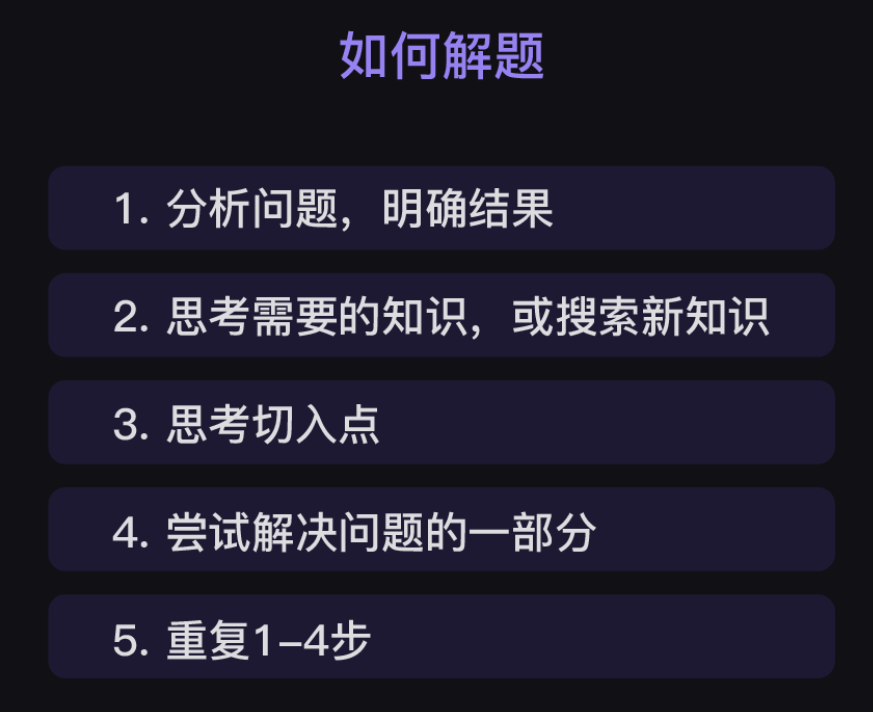 如何解题
1. 分析问题，明确结果
2. 思考需要的知识，或搜索新知识
3. 思考切入点
4. 尝试解决问题的一部分
5. 重复1-4步